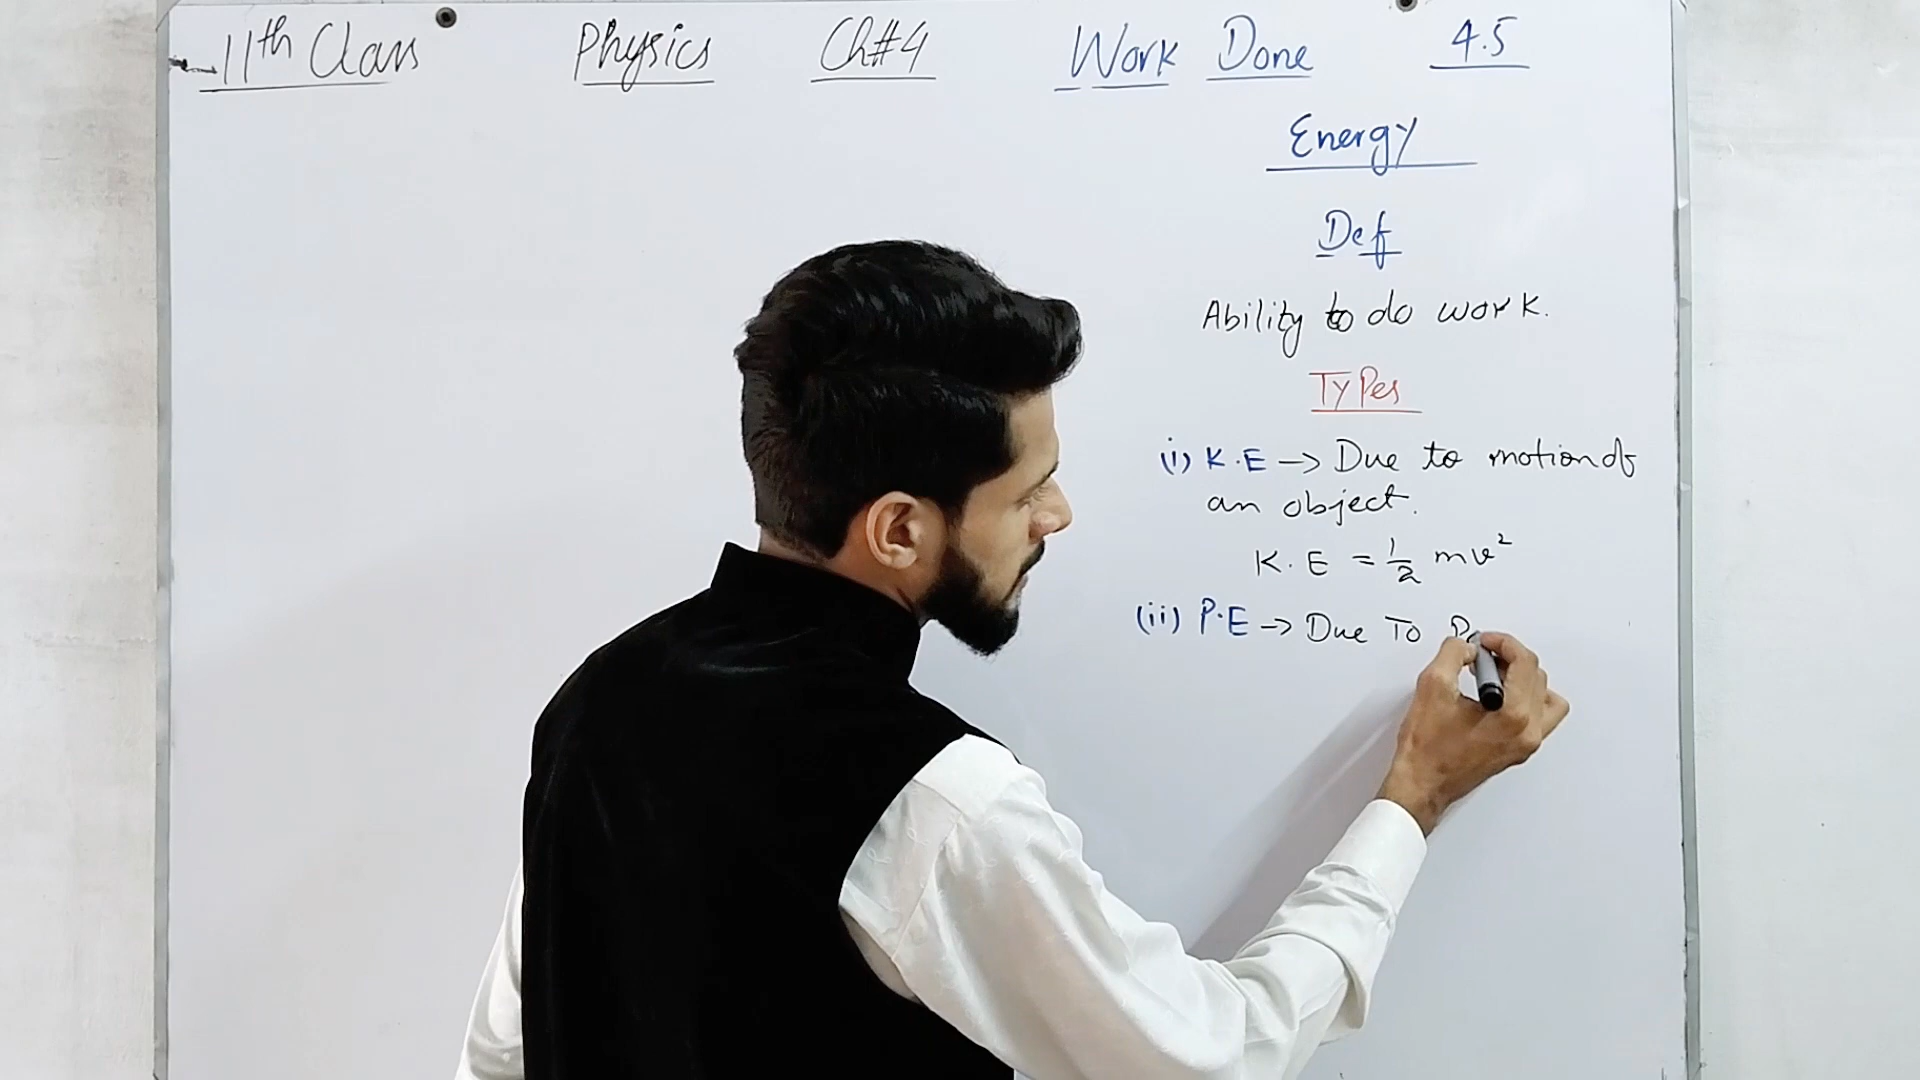 11th Class Physics Ch#4 Work Done 4.5
Energy
Def
Ability to do work.
Types
(i) K.E -> Due to motion of
an object.
K.E = 1/2 mv²
(ii) P.E -> Due To